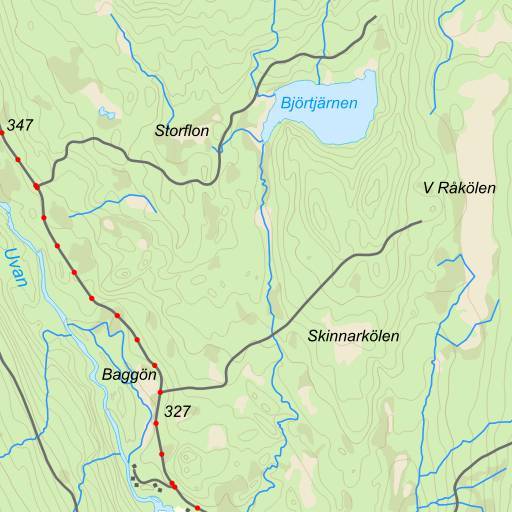 Björtjärnen
347
Storflon
V Råkölen
Uvan
Skinnarkölen
Baggön
327